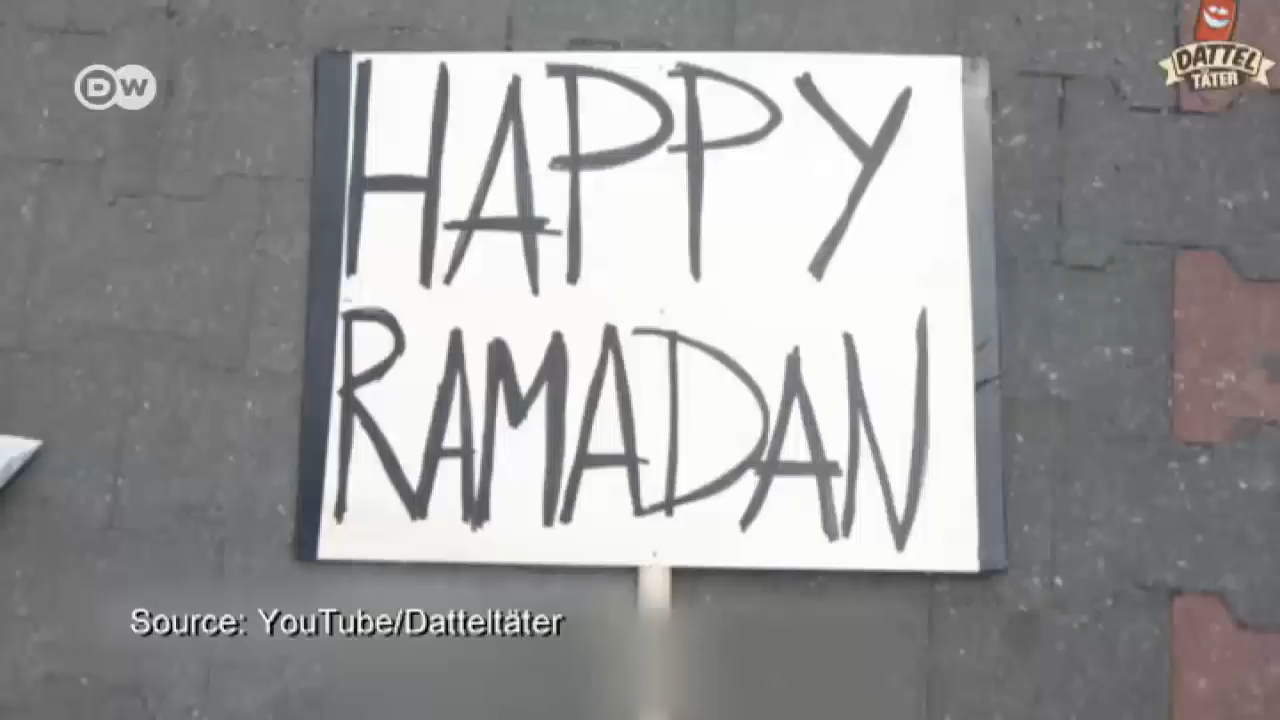 DW
DATTEL
TÄTER
HAPPY
RAMADAN
Source: YouTube/Datteltäter